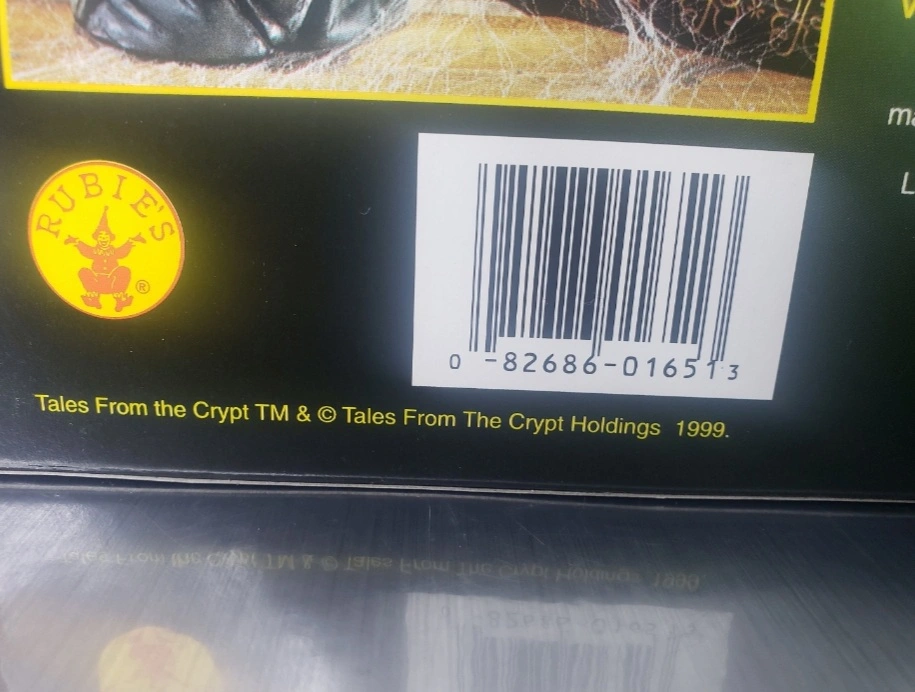 RUBIE'S
®
0 -82686-01651 3
Tales From the Crypt TM & © Tales From The Crypt Holdings 1999.